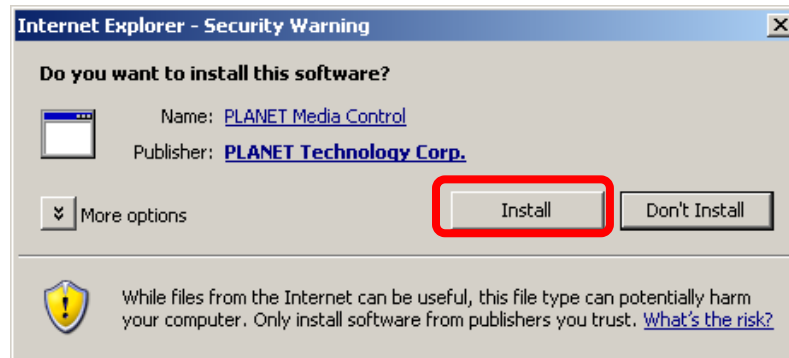 Internet Explorer - Security Warning
Do you want to install this software?
Name: PLANET Media Control
Publisher: PLANET Technology Corp.
More options
Install
Don't Install
While files from the Internet can be useful, this file type can potentially harm
your computer. Only install software from publishers you trust. What's the risk?